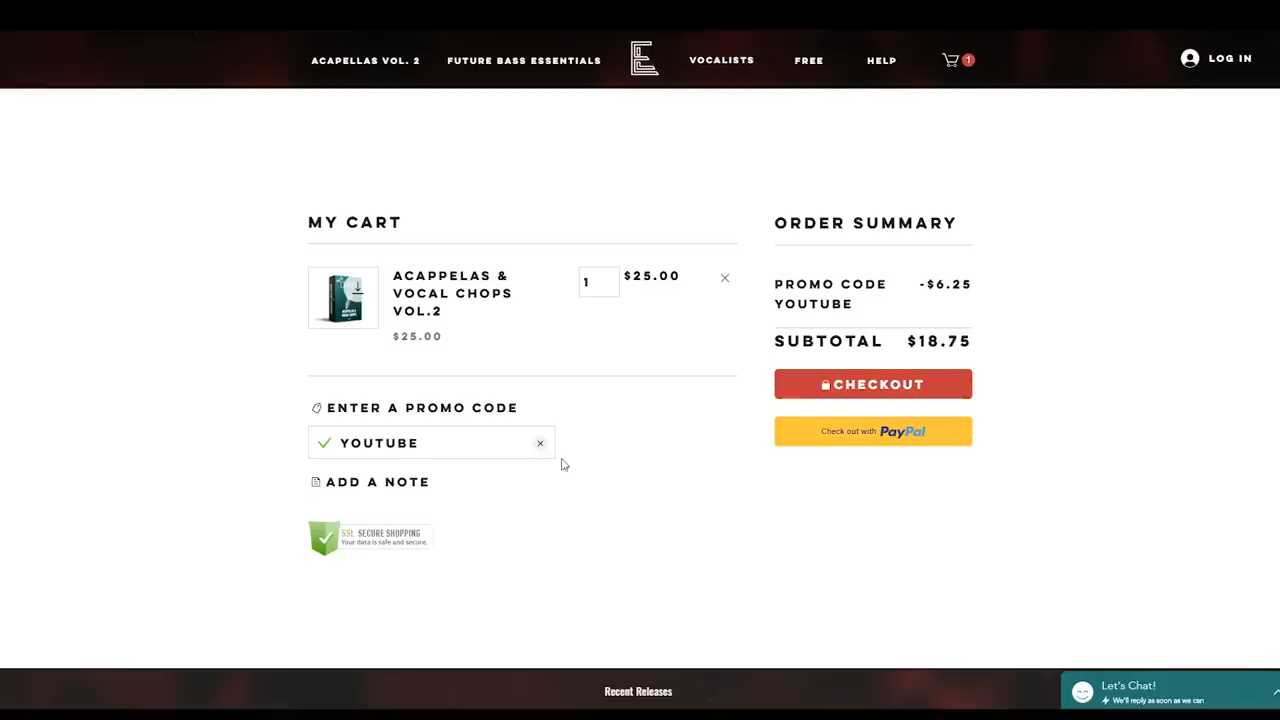 ACAPELLAS VOL. 2
FUTURE BASS ESSENTIALS
E
VOCALISTS
FREE
HELP
1
LOG IN
MY CART
ACAPPELAS &
VOCAL CHOPS
VOL.2
$25.00
1
$25.00
ENTER A PROMO CODE
YOUTUBE
ADD A NOTE
SSL SECURE SHOPPING
Your data is safe and secure.
ORDER SUMMARY
PROMO CODE -$6.25
YOUTUBE
SUBTOTAL $18.75
CHECKOUT
Check out with PayPal
Recent Releases
Let's Chat!
We'll reply as soon as we can